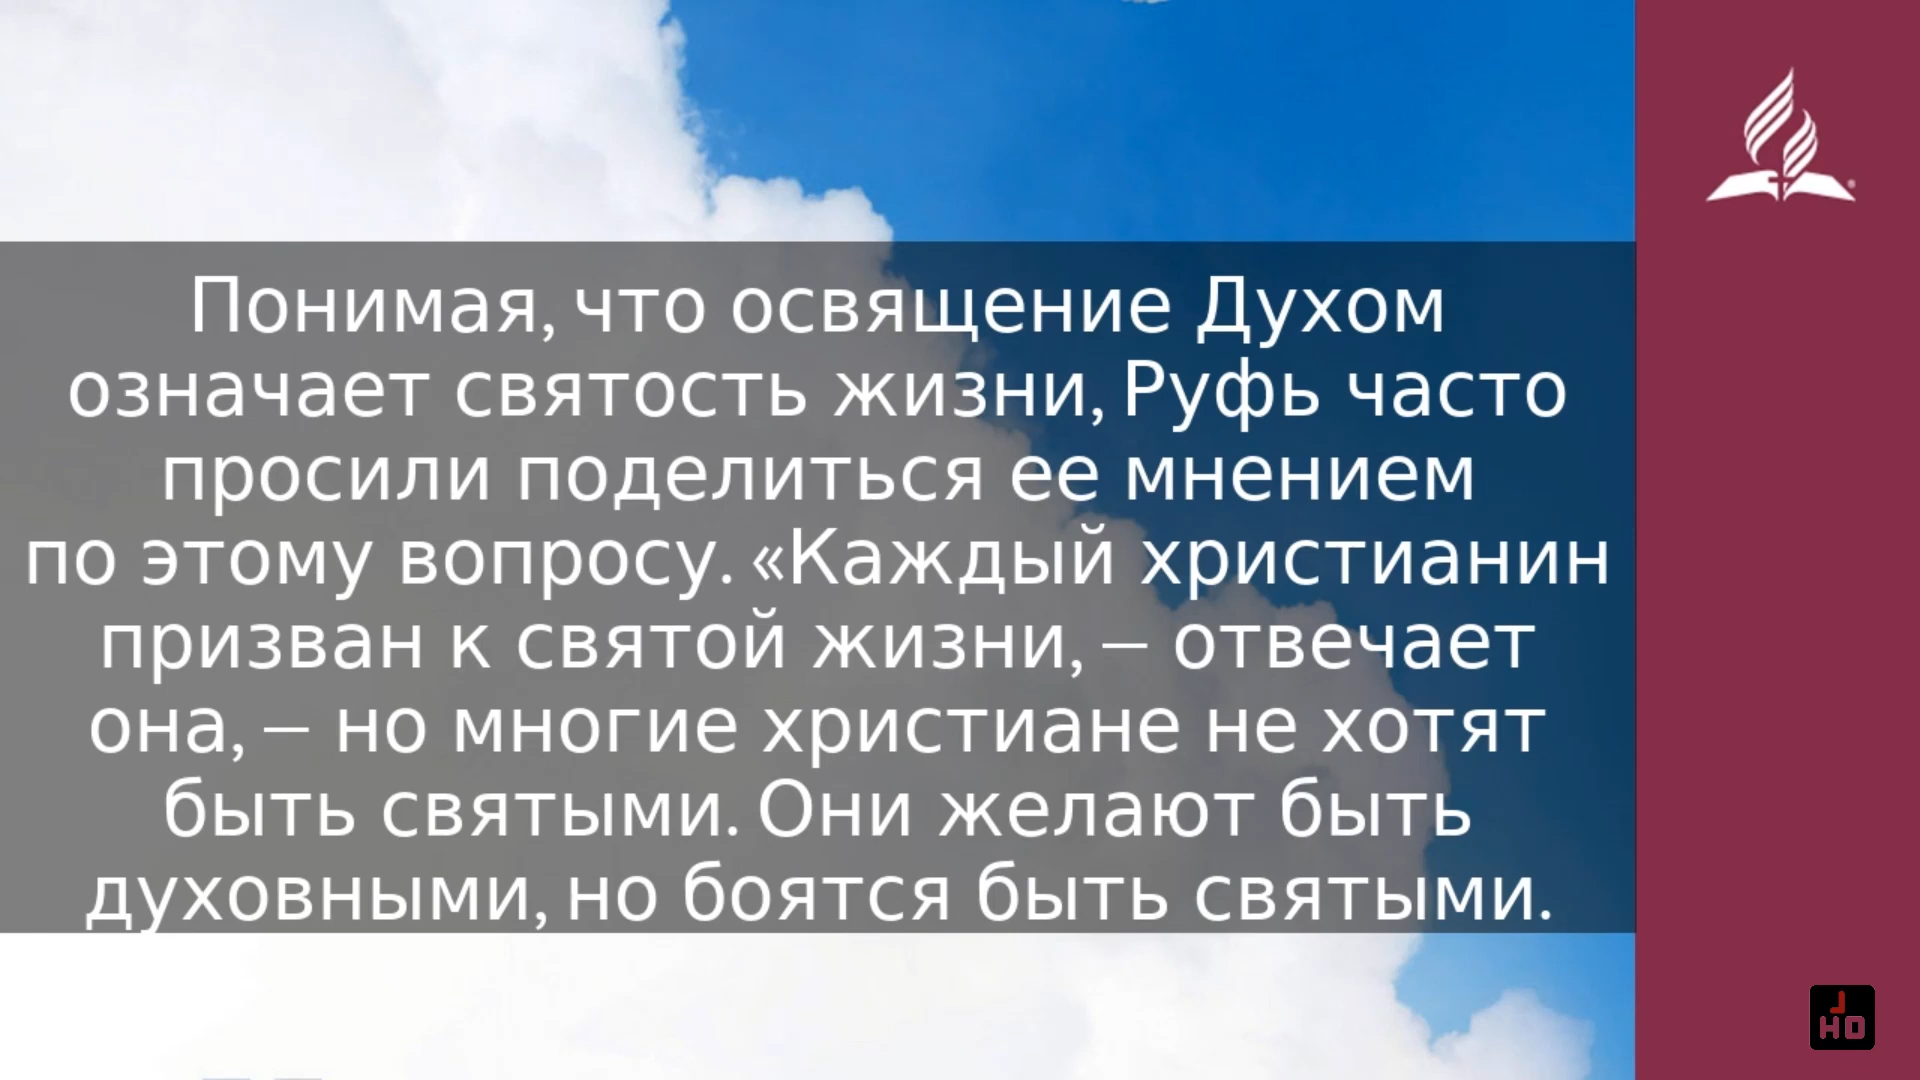 Понимая, что освящение Духом
означает святость жизни, Руфь часто
просили поделиться ее мнением
по этому вопросу. «Каждый христианин
призван к святой жизни, – отвечает
она, – но многие христиане не хотят
быть святыми. Они желают быть
духовными, но боятся быть святыми.
J
HO